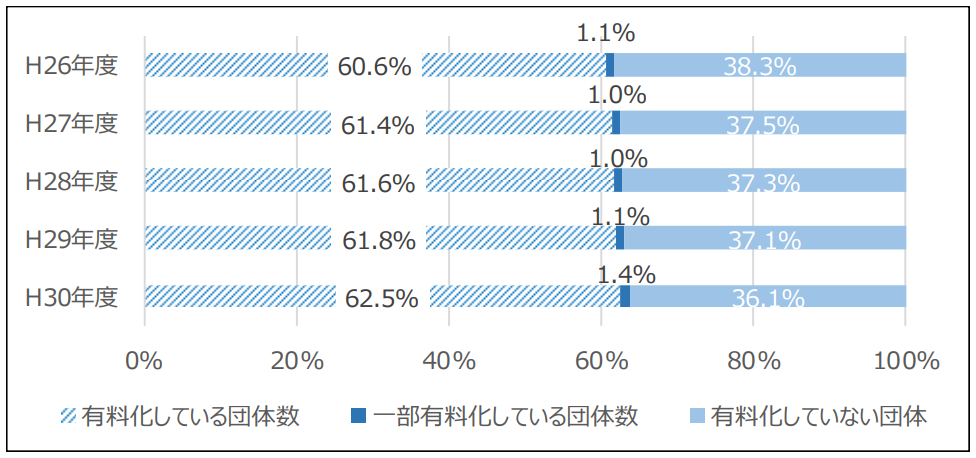 1.1%
H26年度 60.6% 38.3%
1.0%
H27年度 61.4% 37.5%
1.0%
H28年度 61.6% 37.3%
1.1%
H29年度 61.8% 37.1%
1.4%
H30年度 62.5% 36.1%
0% 20% 40% 60% 80% 100%
有料化している団体数 一部有料化している団体数 有料化していない団体